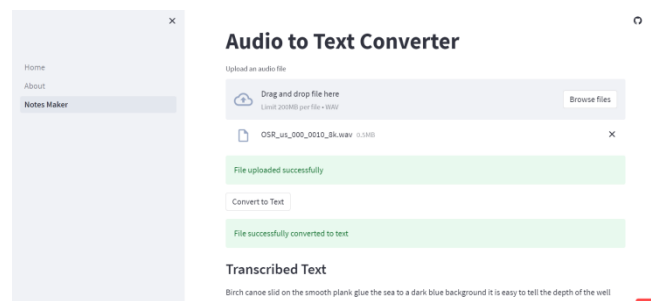 Home
About
Notes Maker
Audio to Text Converter
Upload an audio file
Drag and drop file here
Limit 200MB per file • WAV
Browse files
OSR_us_000_0010_8k.wav 0.5MB
File uploaded successfully
Convert to Text
File successfully converted to text
Transcribed Text
Birch canoe slid on the smooth plank glue the sea to a dark blue background it is easy to tell the depth of the well